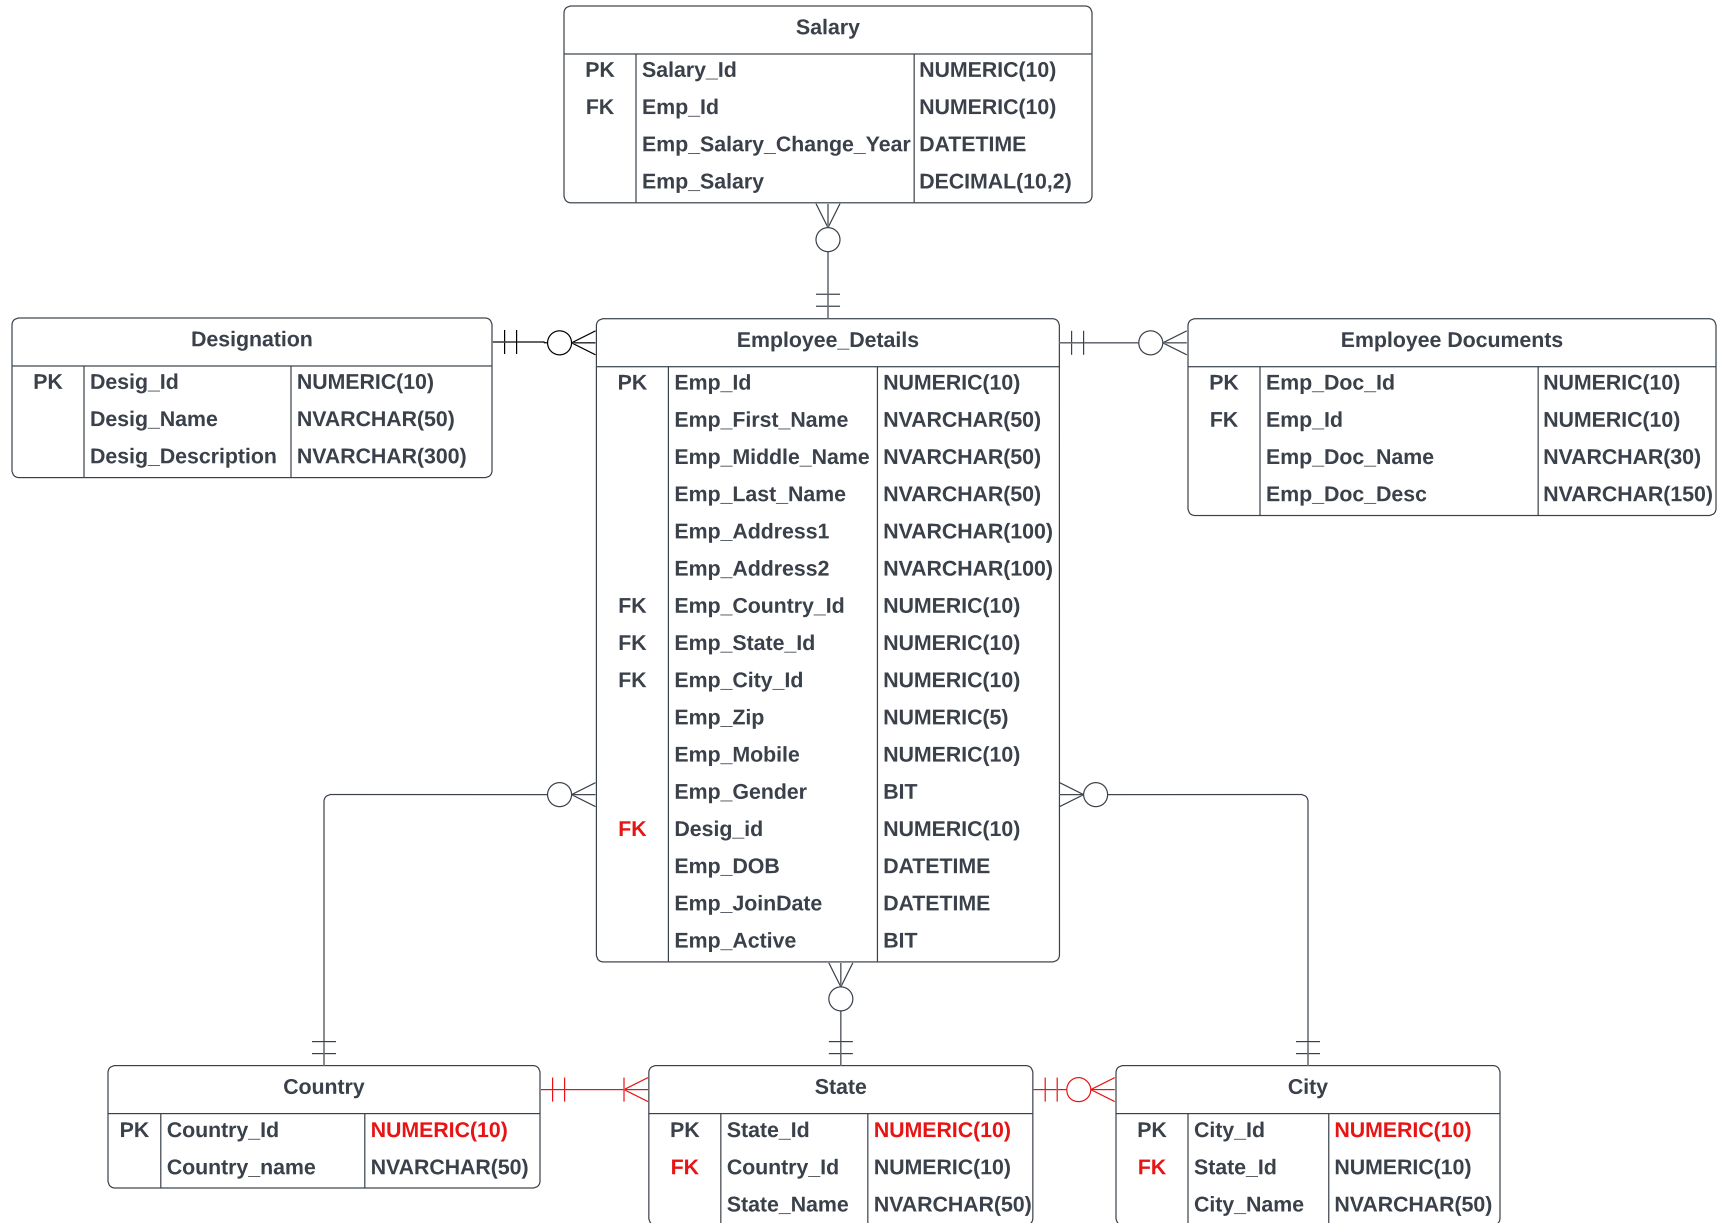 Salary
PK Salary_Id NUMERIC(10)
FK Emp_Id NUMERIC(10)
Emp_Salary_Change_Year DATETIME
Emp_Salary DECIMAL(10,2)
Designation
PK Desig_Id NUMERIC(10)
Desig_Name NVARCHAR(50)
Desig_Description NVARCHAR(300)
Employee_Details
PK Emp_Id NUMERIC(10)
Emp_First_Name NVARCHAR(50)
Emp_Middle_Name NVARCHAR(50)
Emp_Last_Name NVARCHAR(50)
Emp_Address1 NVARCHAR(100)
Emp_Address2 NVARCHAR(100)
FK Emp_Country_Id NUMERIC(10)
FK Emp_State_Id NUMERIC(10)
FK Emp_City_Id NUMERIC(10)
Emp_Zip NUMERIC(5)
Emp_Mobile NUMERIC(10)
Emp_Gender BIT
FK Desig_id NUMERIC(10)
Emp_DOB DATETIME
Emp_JoinDate DATETIME
Emp_Active BIT
Employee Documents
PK Emp_Doc_Id NUMERIC(10)
FK Emp_Id NUMERIC(10)
Emp_Doc_Name NVARCHAR(30)
Emp_Doc_Desc NVARCHAR(150)
Country
PK Country_Id NUMERIC(10)
Country_name NVARCHAR(50)
State
PK State_Id NUMERIC(10)
FK Country_Id NUMERIC(10)
State_Name NVARCHAR(50)
City
PK City_Id NUMERIC(10)
FK State_Id NUMERIC(10)
City_Name NVARCHAR(50)